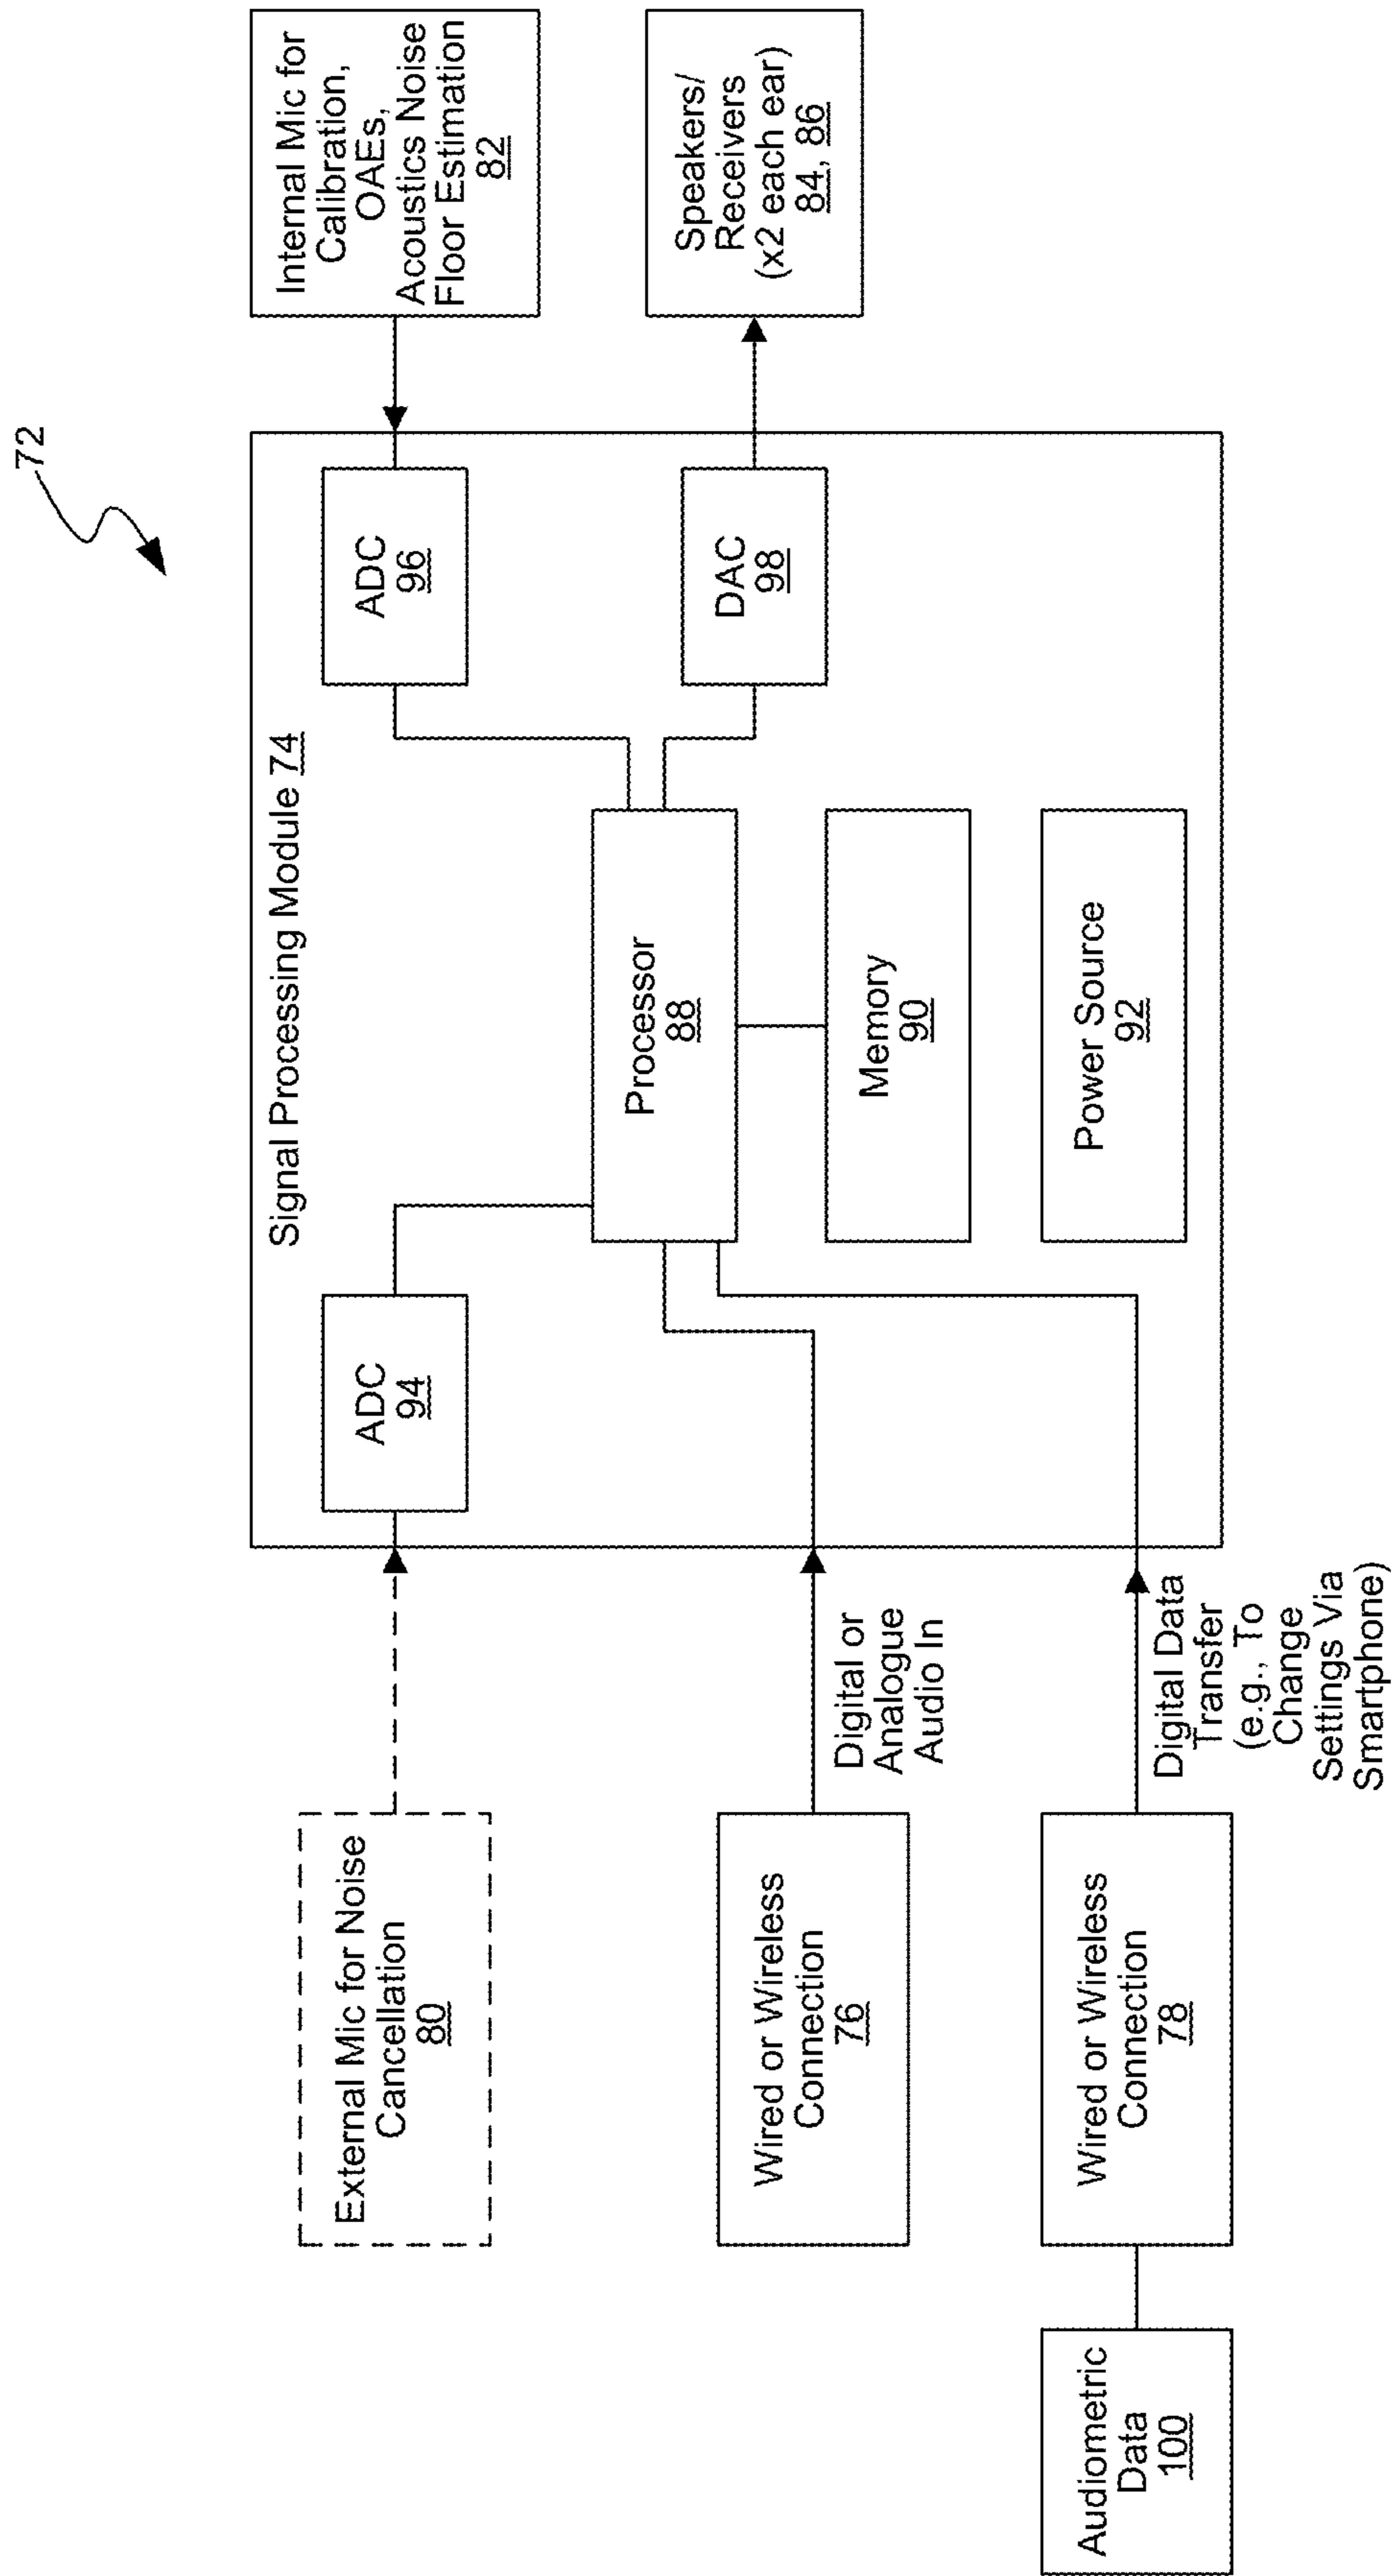 72
Signal Processing Module 74
External Mic for Noise
Cancellation
80
ADC
94
ADC
96
Internal Mic for
Calibration,
OAEs,
Acoustics Noise
Floor Estimation
82
Processor
88
DAC
98
Speakers/
Receivers
(x2 each ear)
84, 86
Wired or Wireless
Connection
76
Digital or
Analogue
Audio In
Memory
90
Audiometric
Data
100
Wired or Wireless
Connection
78
Digital Data
Transfer
(e.g., To
Change
Settings Via
Smartphone)
Power Source
92